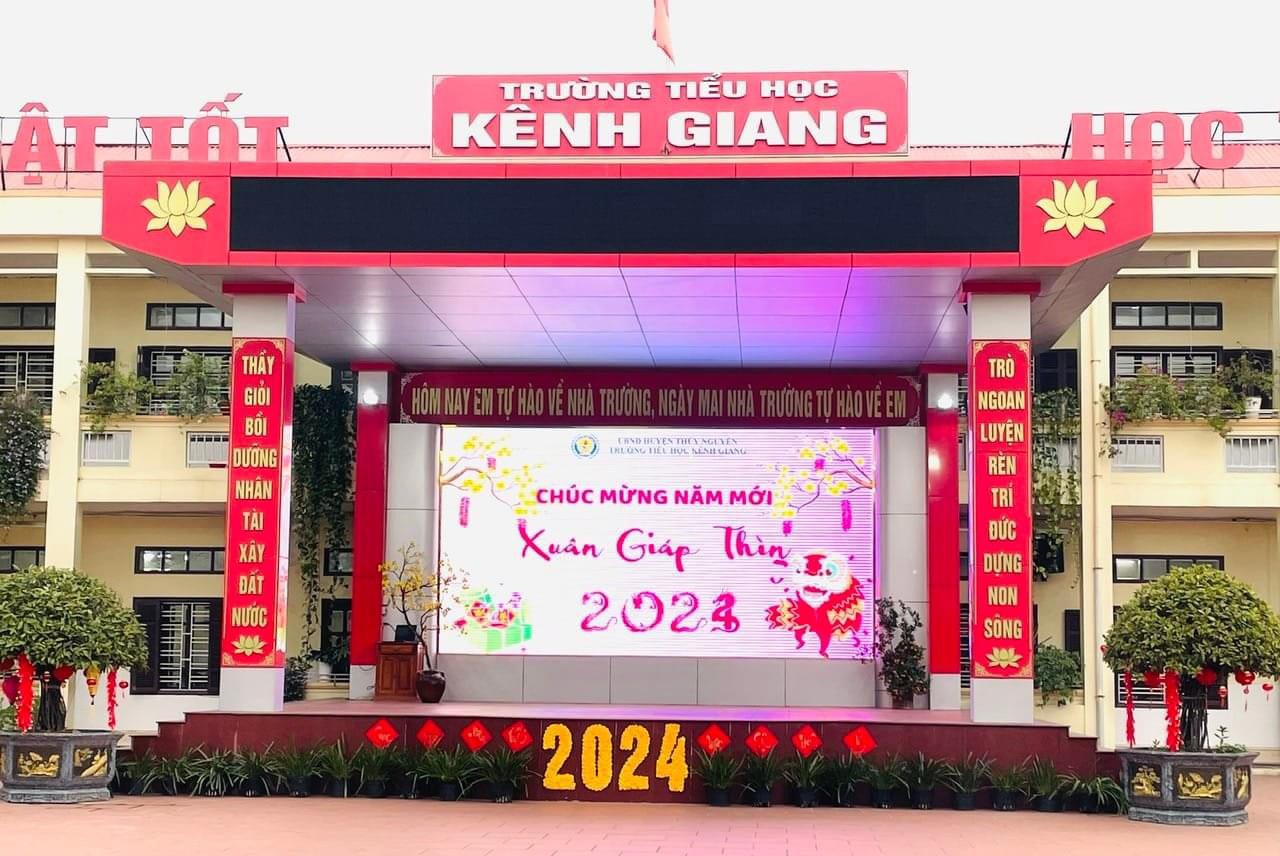 TRƯỜNG TIỂU HỌC
KÊNH GIANG
ẬT TỐT
HỌC
HÔM NAY EM TỰ HÀO VỀ NHÀ TRƯỜNG, NGÀY MAI NHÀ TRƯỜNG TỰ HÀO VỀ EM
THẦY
GIỎI
BỒI
DƯỠNG
NHÂN
TÀI
XÂY
ĐẤT
NƯỚC
UBND HUYỆN THỦY NGUYÊN
TRƯỜNG TIỂU HỌC KÊNH GIANG
CHÚC MỪNG NĂM MỚI
Xuân Giáp Thìn
2024
TRÒ
NGOAN
LUYỆN
RÈN
TRÍ
ĐỨC
DỰNG
NON
SÔNG
2024